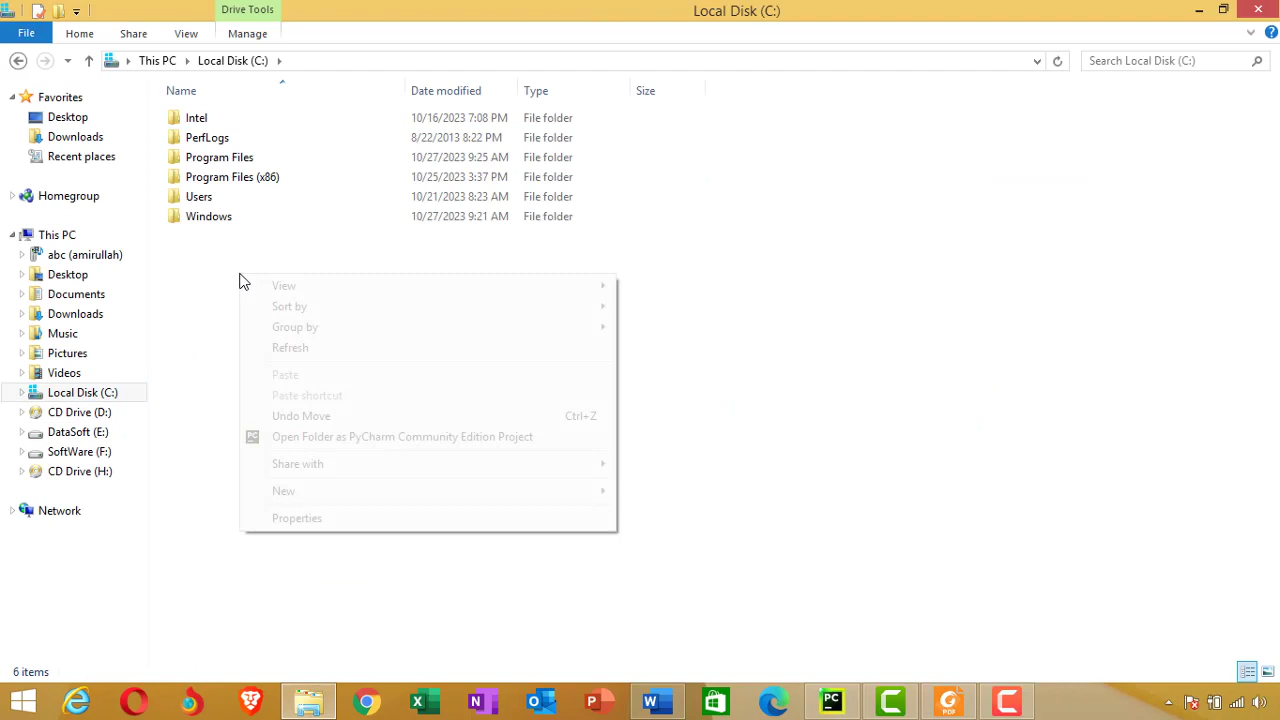 Drive Tools
Local Disk (C:)
File Home Share View Manage
This PC Local Disk (C:)
Search Local Disk (C:)
Name Date modified Type Size
Intel 10/16/2023 7:08 PM File folder
PerfLogs 8/22/2013 8:22 PM File folder
Program Files 10/27/2023 9:25 AM File folder
Program Files (x86) 10/25/2023 3:37 PM File folder
Users 10/21/2023 8:23 AM File folder
Windows 10/27/2023 9:21 AM File folder
Favorites
Desktop
Downloads
Recent places
Homegroup
This PC
abc (amirullah)
Desktop
Documents
Downloads
Music
Pictures
Videos
Local Disk (C:)
CD Drive (D:)
DataSoft (E:)
SoftWare (F:)
CD Drive (H:)
Network
View
Sort by
Group by
Refresh
Paste
Paste shortcut
Undo Move Ctrl+Z
PC Open Folder as PyCharm Community Edition Project
Share with
New
Properties
6 items